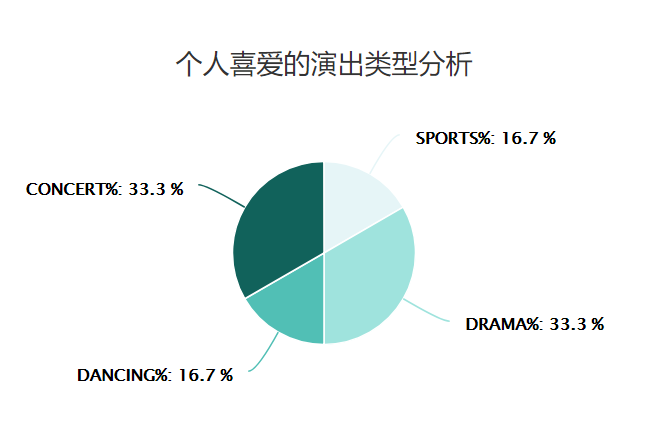 个人喜爱的演出类型分析
SPORTS%: 16.7 %
CONCERT%: 33.3 %
DRAMA%: 33.3 %
DANCING%: 16.7 %